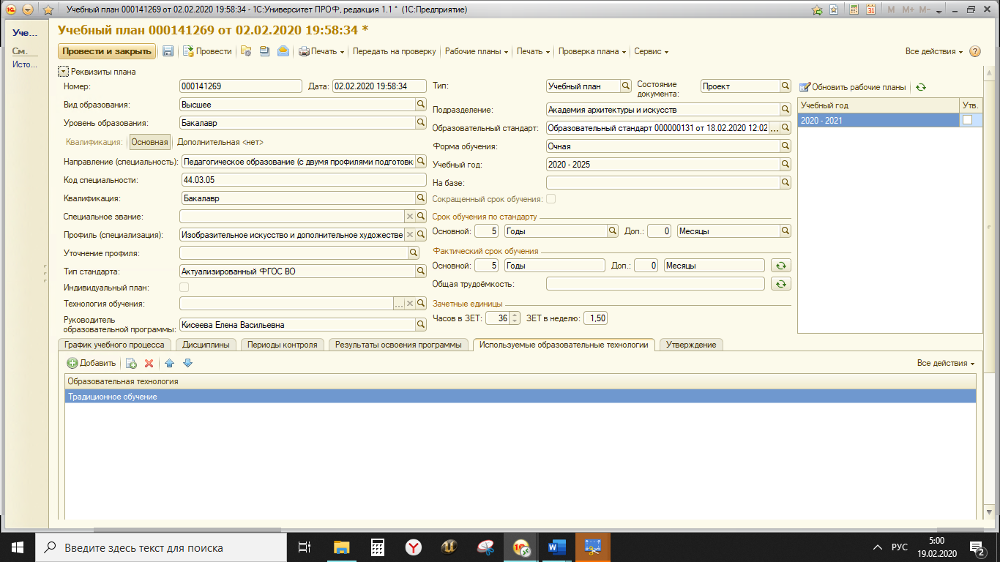 Учебный план 000141269 от 02.02.2020 19:58:34 - 1С:Университет ПРОФ, редакция 1.1 * (1С:Предприятие)
M M+ M-
Уче...
См.
Исто...
Учебный план 000141269 от 02.02.2020 19:58:34 *
Провести и закрыть Провести Печать Передать на проверку Рабочие планы Печать Проверка плана Сервис Все действия ?
Реквизиты плана
Номер: 000141269 Дата: 02.02.2020 19:58:34
Вид образования: Высшее
Уровень образования: Бакалавр
Квалификация: Основная Дополнительная <нет>
Направление (специальность): Педагогическое образование (с двумя профилями подготовк
Код специальности: 44.03.05
Квалификация: Бакалавр
Специальное звание:
Профиль (специализация): Изобразительное искусство и дополнительное художестве
Уточнение профиля:
Тип стандарта: Актуализированный ФГОС ВО
Индивидуальный план:
Технология обучения: ...
Руководитель
образовательной программы: Кисеева Елена Васильевна
Тип: Учебный план Состояние
документа: Проект
Подразделение: Академия архитектуры и искусств
Образовательный стандарт: Образовательный стандарт 000000131 от 18.02.2020 12:02 ...
Форма обучения: Очная
Учебный год: 2020 - 2025
На базе:
Сокращенный срок обучения:
Срок обучения по стандарту
Основной: 5 Годы Доп.: 0 Месяцы
Фактический срок обучения
Основной: 5 Годы Доп.: 0 Месяцы
Общая трудоёмкость:
Зачетные единицы
Часов в ЗЕТ: 36 ЗЕТ в неделю: 1,50
Обновить рабочие планы
Учебный год Утв.
2020 - 2021
График учебного процесса Дисциплины Периоды контроля Результаты освоения программы Используемые образовательные технологии Утверждение
Добавить Все действия
Образовательная технология
Традиционное обучение
Введите здесь текст для поиска
РУС
5:00
19.02.2020
2